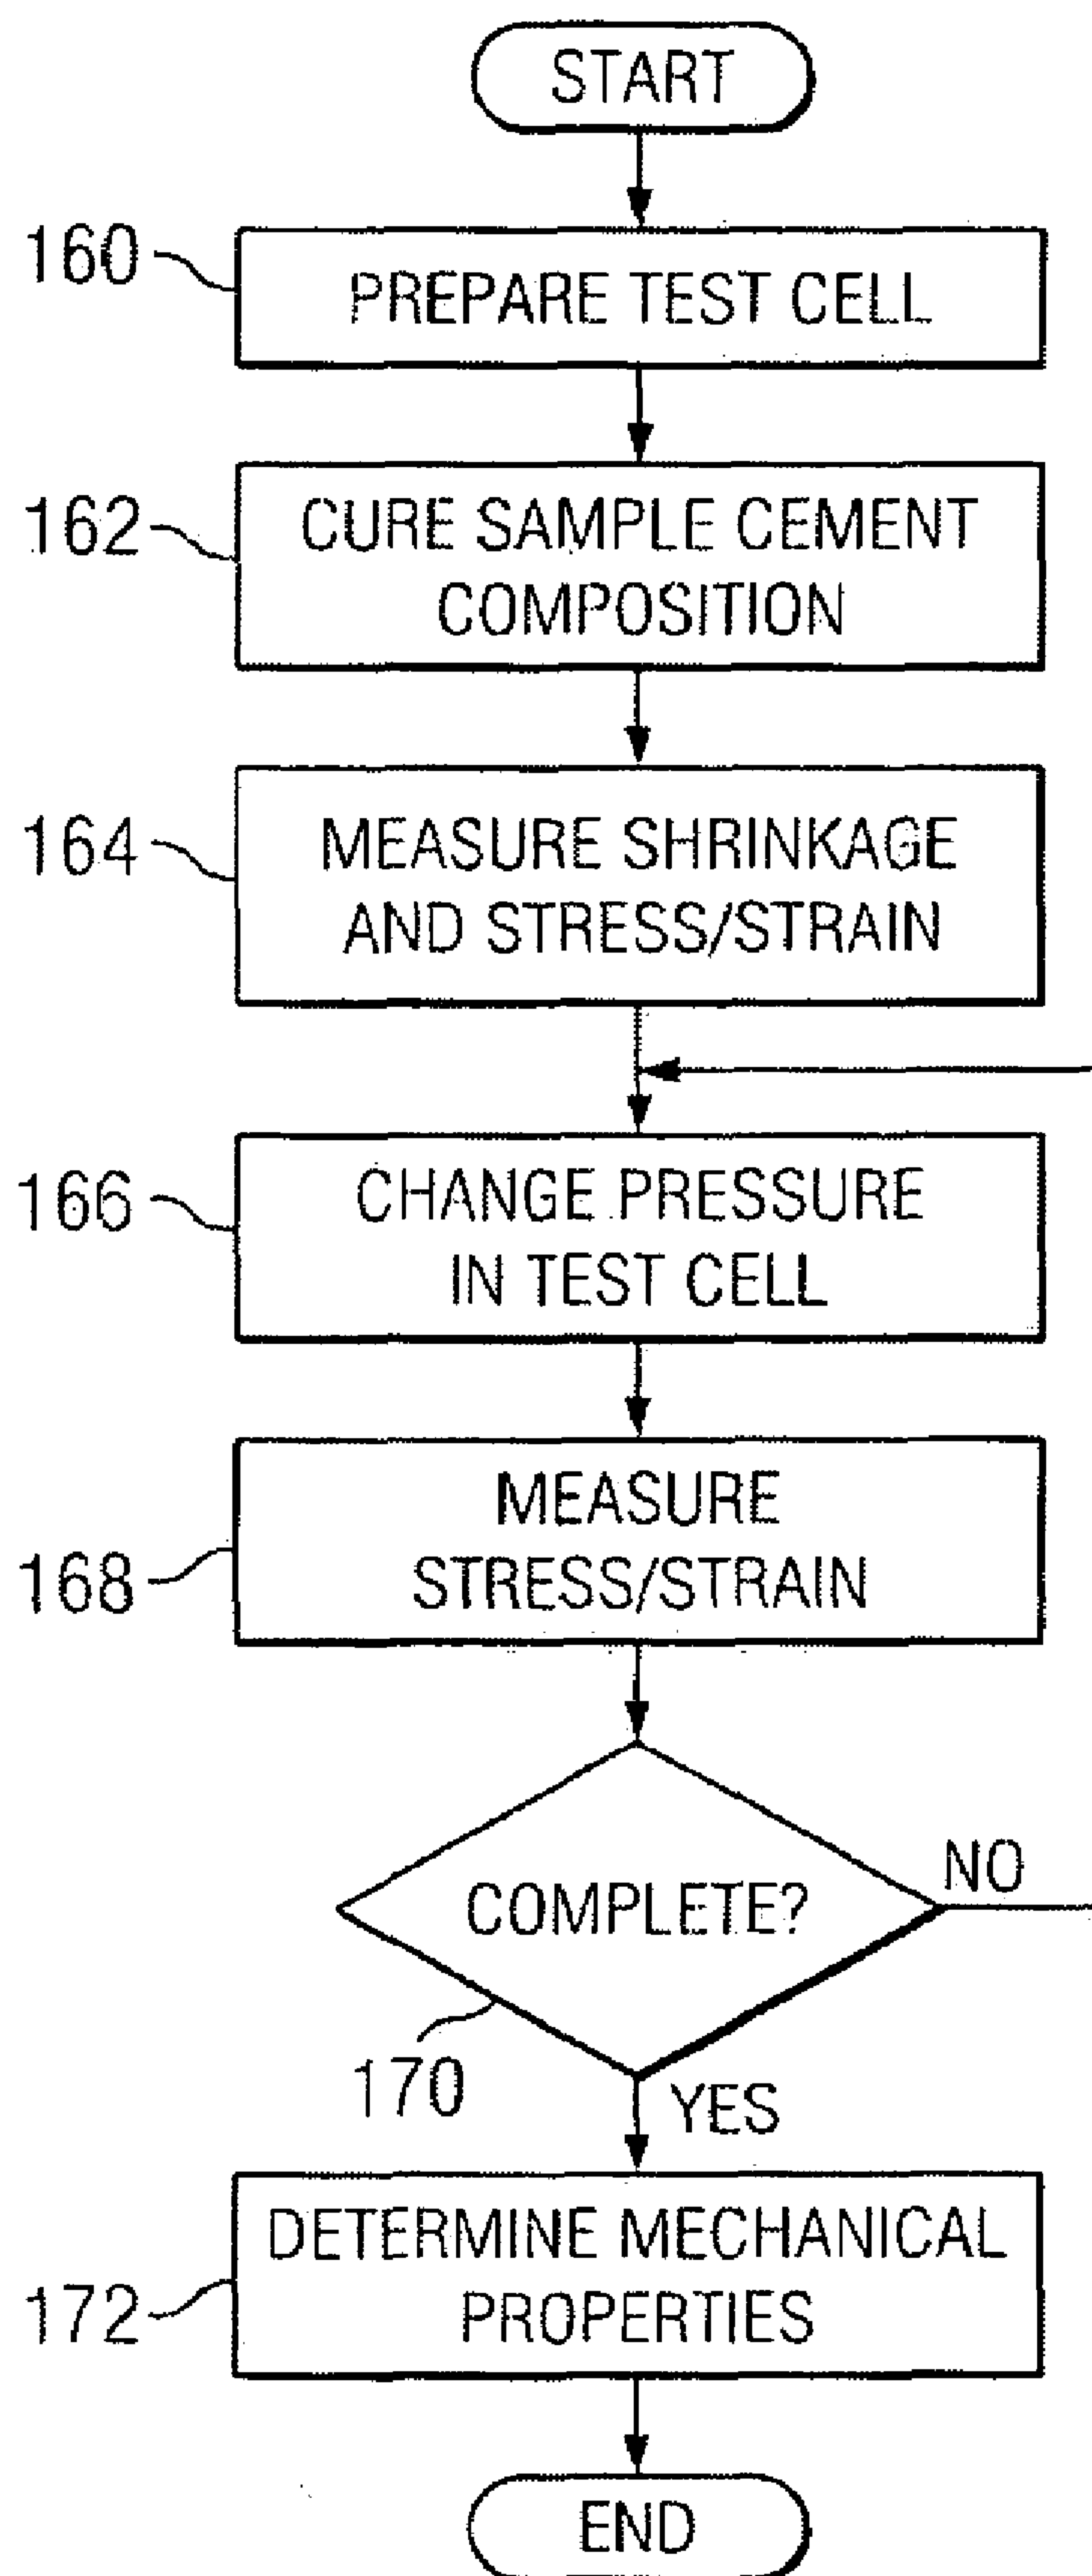 START
160
PREPARE TEST CELL
162
CURE SAMPLE CEMENT
COMPOSITION
164
MEASURE SHRINKAGE
AND STRESS/STRAIN
166
CHANGE PRESSURE
IN TEST CELL
168
MEASURE
STRESS/STRAIN
COMPLETE?
NO
170
YES
172
DETERMINE MECHANICAL
PROPERTIES
END